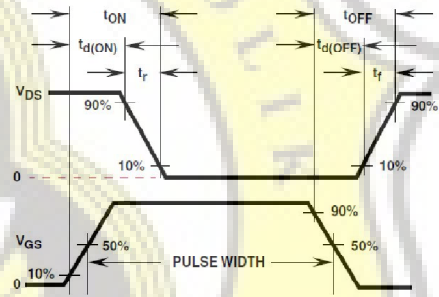 tON tOFF
td(ON) td(OFF)
tr tf
VDS 90% 90%
10% 10%
0
90%
VGS 50% 50%
PULSE WIDTH
10%
0